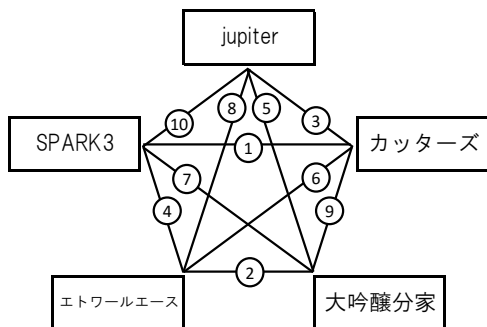 jupiter
⑧ ⑤
⑩ ③
SPARK3 ① カッターズ
⑦ ⑥
④ ⑨
エトワールエース ② 大吟醸分家